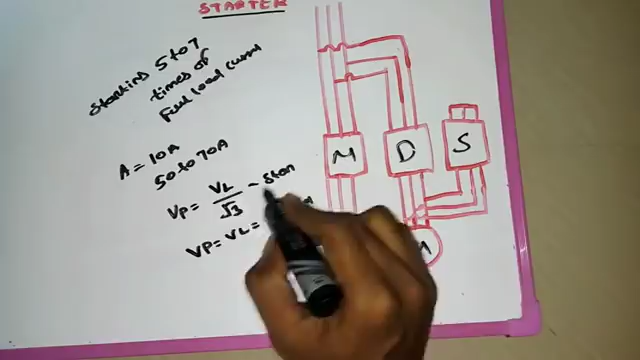 STARTER
Starting 5 to 7
times of
Full load current
A = 10A
50 to 70A
VP = VL/√3 - Star
VP = VL =
M
D
S